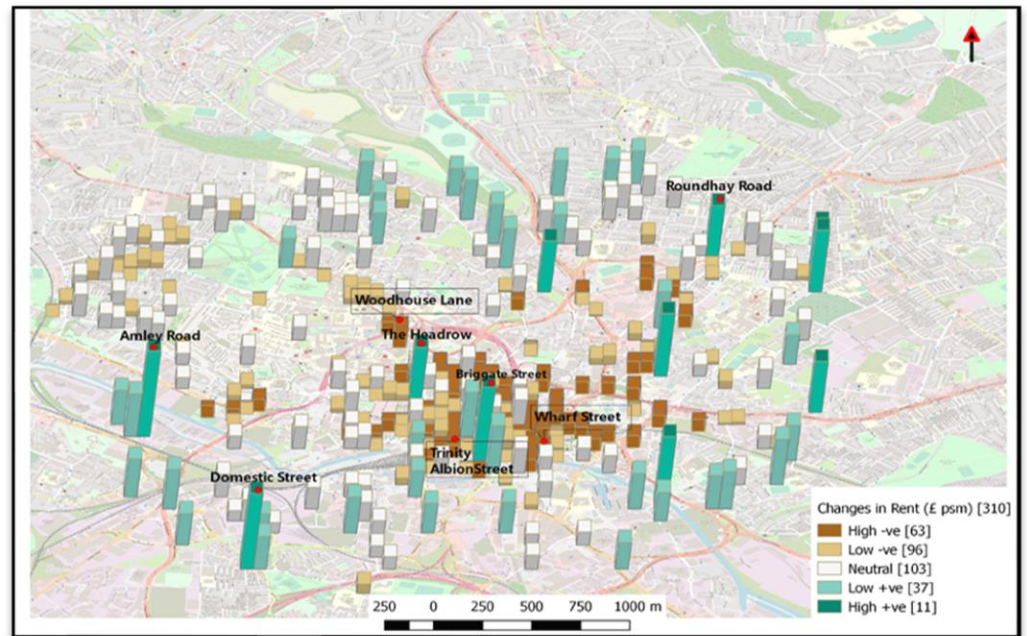 Roundhay Road
Woodhouse Lane
Amley Road
The Headrow
Briggate Street
Wharf Street
Trinity
AlbionStreet
Domestic Street
Changes in Rent (£ psm) [310]
High -ve [63]
Low -ve [96]
Neutral [103]
Low +ve [37]
High +ve [11]
250 0 250 500 750 1000 m